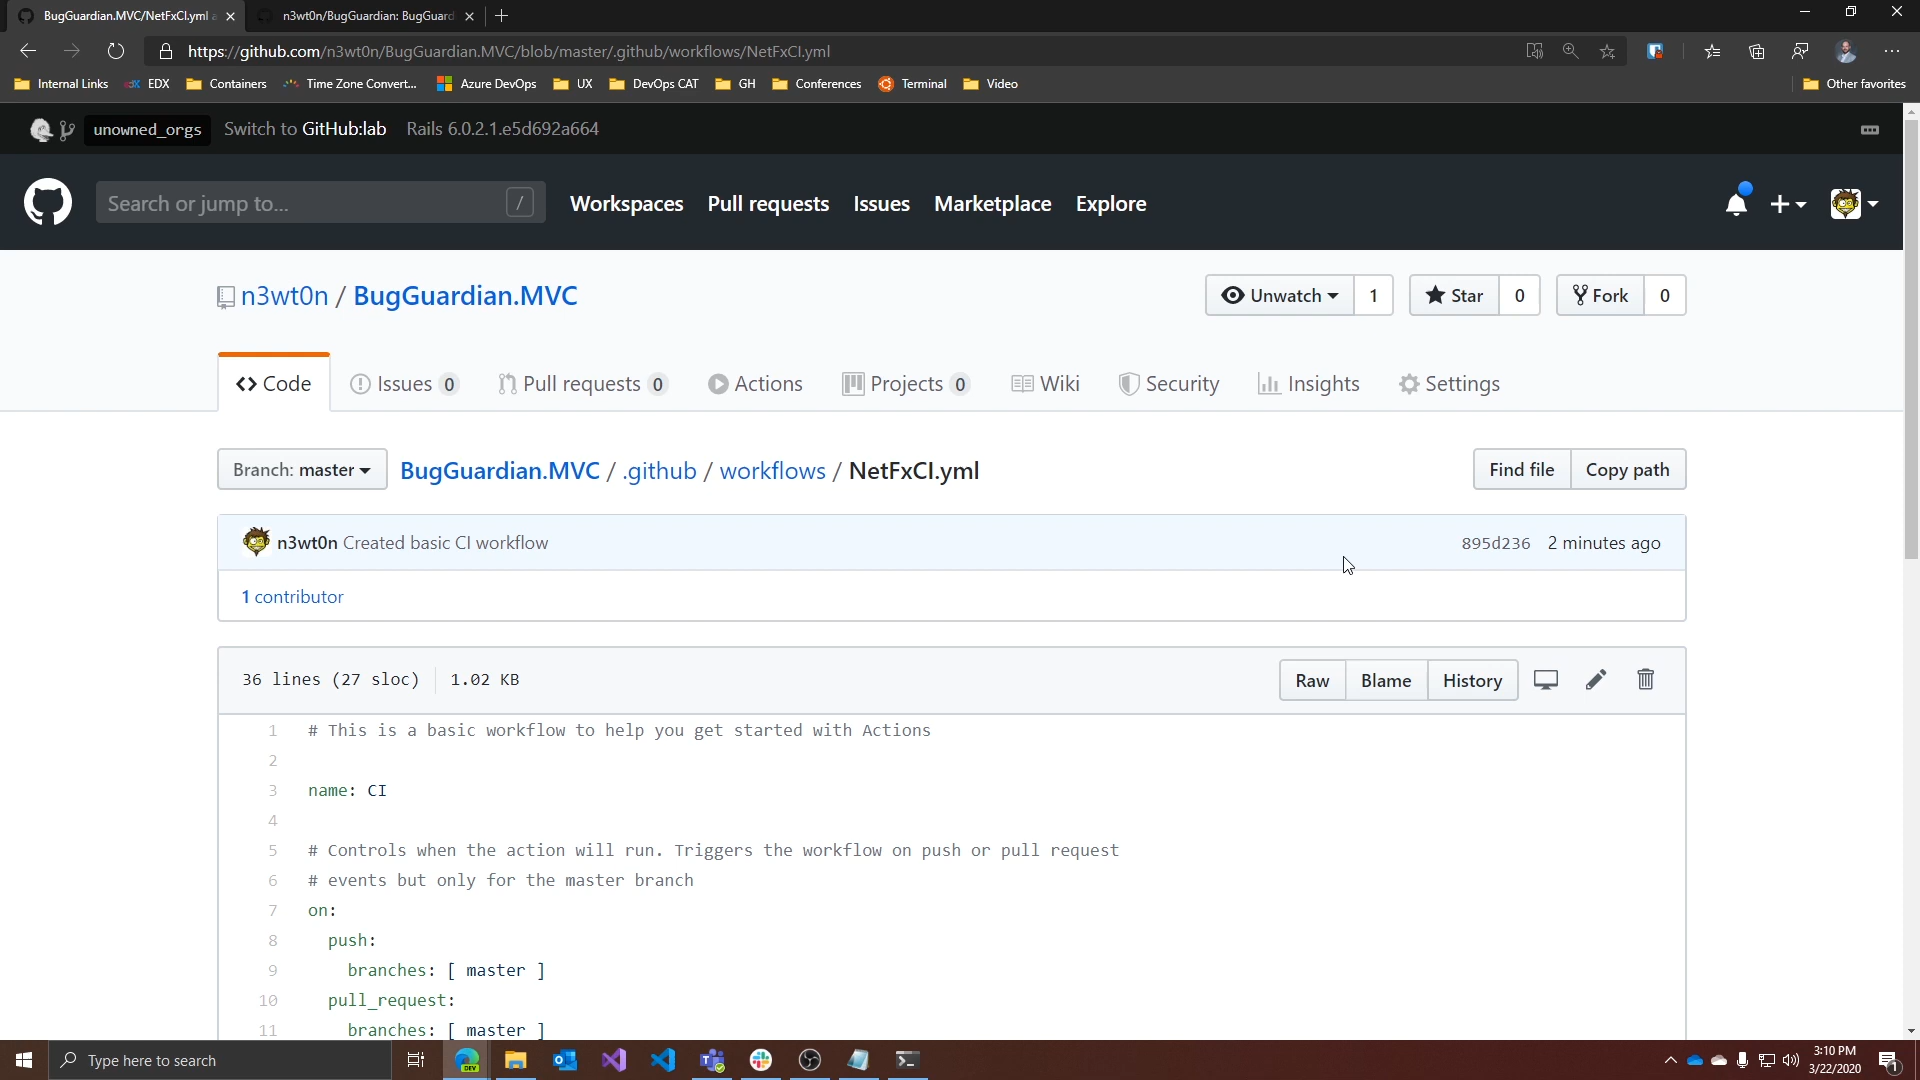 BugGuardian.MVC/NetFxCI.yml a
n3wt0n/BugGuardian: BugGuard
https://github.com/n3wt0n/BugGuardian.MVC/blob/master/.github/workflows/NetFxCI.yml
Internal Links EDX Containers Time Zone Convert... Azure DevOps UX DevOps CAT GH Conferences Terminal Video Other favorites
unowned_orgs Switch to GitHub:lab Rails 6.0.2.1.e5d692a664
Search or jump to... / Workspaces Pull requests Issues Marketplace Explore
n3wt0n / BugGuardian.MVC Unwatch 1 Star 0 Fork 0
Code Issues 0 Pull requests 0 Actions Projects 0 Wiki Security Insights Settings
Branch: master BugGuardian.MVC / .github / workflows / NetFxCI.yml Find file Copy path
n3wt0n Created basic CI workflow 895d236 2 minutes ago
1 contributor
36 lines (27 sloc) 1.02 KB Raw Blame History
1 # This is a basic workflow to help you get started with Actions
2
3 name: CI
4
5 # Controls when the action will run. Triggers the workflow on push or pull request
6 # events but only for the master branch
7 on:
8 push:
9 branches: [ master ]
10 pull_request:
11 branches: [ master ]
Type here to search DEV 3:10 PM
3/22/2020 1